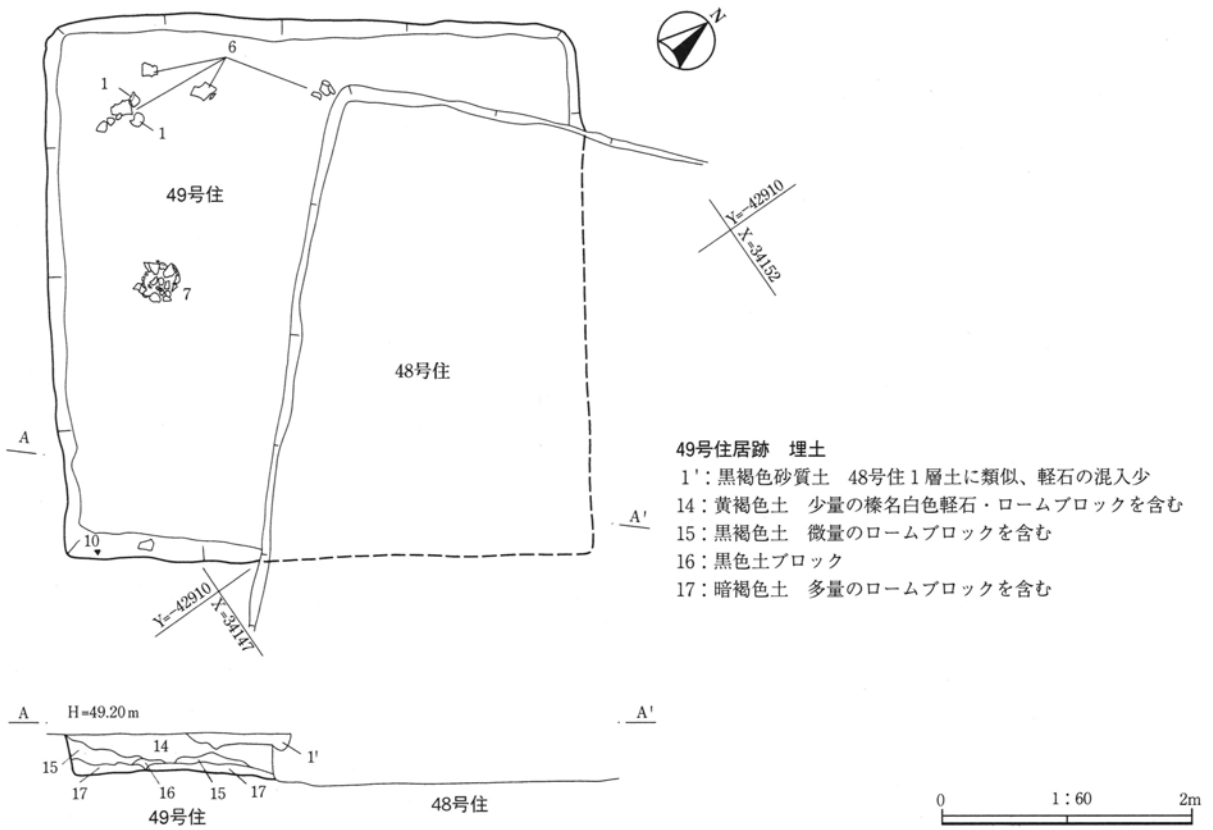 N
6
1
1
49号住
Y=-42910
X=34152
7
48号住
A
A'
10
Y=-42910
X=34147
49号住居跡　埋土
1'：黒褐色砂質土　48号住1層土に類似、軽石の混入少
14：黄褐色土　少量の榛名白色軽石・ロームブロックを含む
15：黒褐色土　微量のロームブロックを含む
16：黒色土ブロック
17：暗褐色土　多量のロームブロックを含む
A　H=49.20m　A'
14
1'
15
17　16　15　17
49号住
48号住
0　1：60　2m